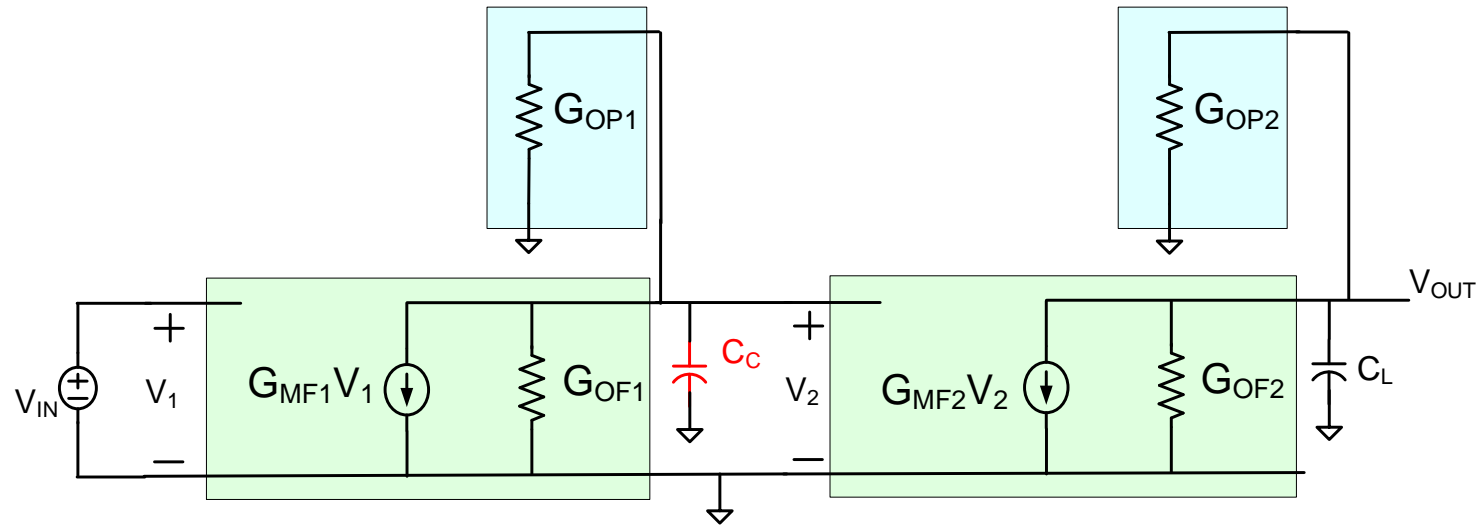 G_OP1
G_OP2
V_OUT
V_IN
+
V_1
−
G_MF1V_1
G_OF1
C_C
+
V_2
−
G_MF2V_2
G_OF2
C_L